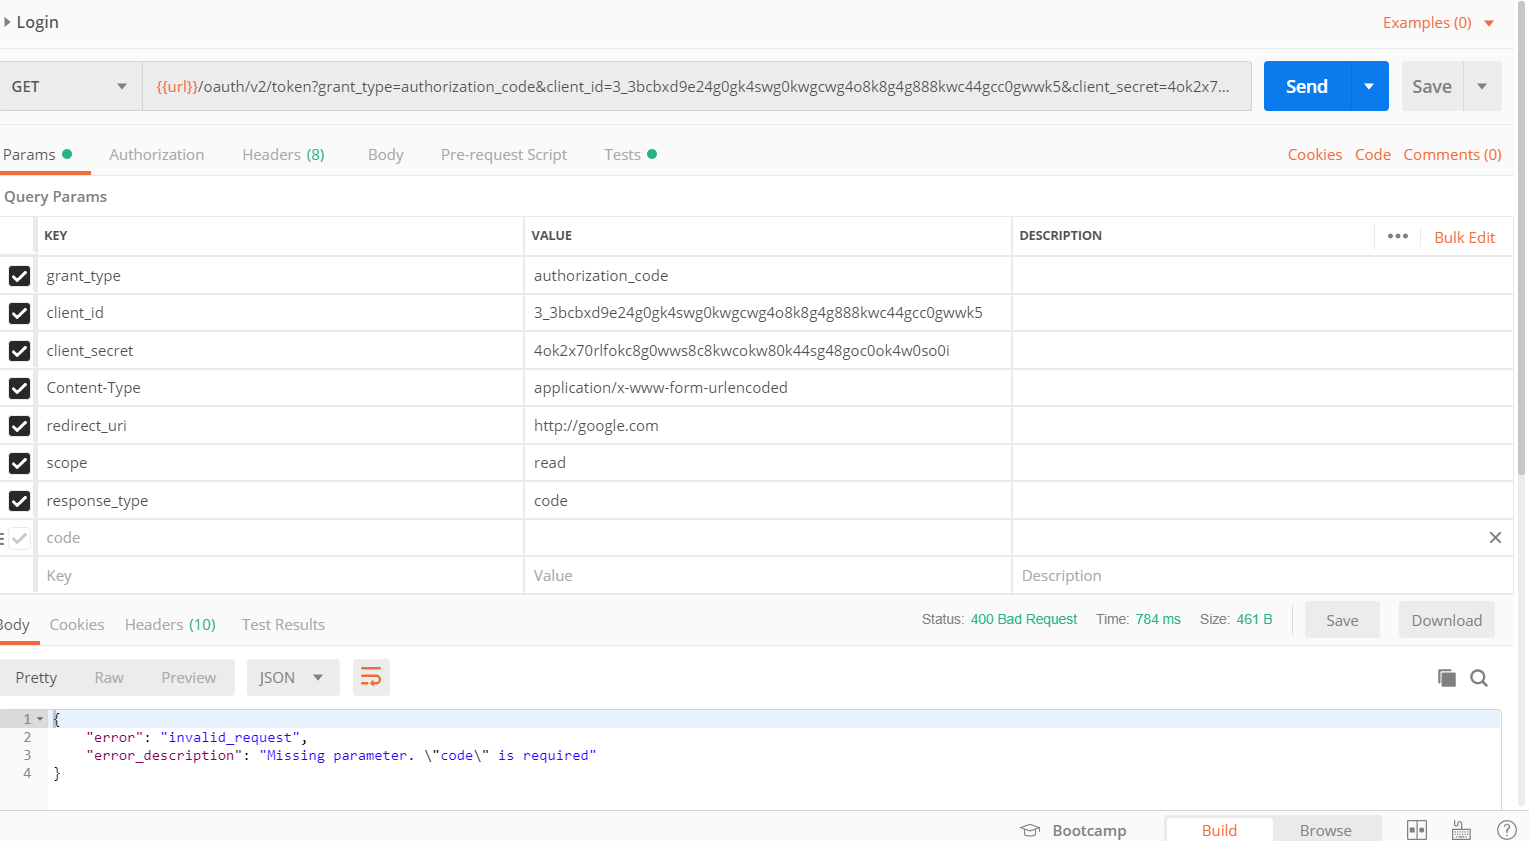 Login
Examples (0)
GET
{{url}}/oauth/v2/token?grant_type=authorization_code&client_id=3_3bcbxd9e24g0gk4swg0kwgcwg4o8k8g4g888kwc44gcc0gwwk5&client_secret=4ok2x7...
Send
Save
Params
Authorization
Headers (8)
Body
Pre-request Script
Tests
Cookies
Code
Comments (0)
Query Params
KEY VALUE DESCRIPTION
Bulk Edit
grant_type authorization_code
client_id 3_3bcbxd9e24g0gk4swg0kwgcwg4o8k8g4g888kwc44gcc0gwwk5
client_secret 4ok2x70rlfokc8g0wws8c8kwcokw80k44sg48goc0ok4w0so0i
Content-Type application/x-www-form-urlencoded
redirect_uri http://google.com
scope read
response_type code
code
Key Value Description
Body Cookies Headers (10) Test Results
Status: 400 Bad Request Time: 784 ms Size: 461 B
Save
Download
Pretty Raw Preview
JSON
1 {
2 "error": "invalid_request",
3 "error_description": "Missing parameter. \"code\" is required"
4 }
Bootcamp
Build
Browse